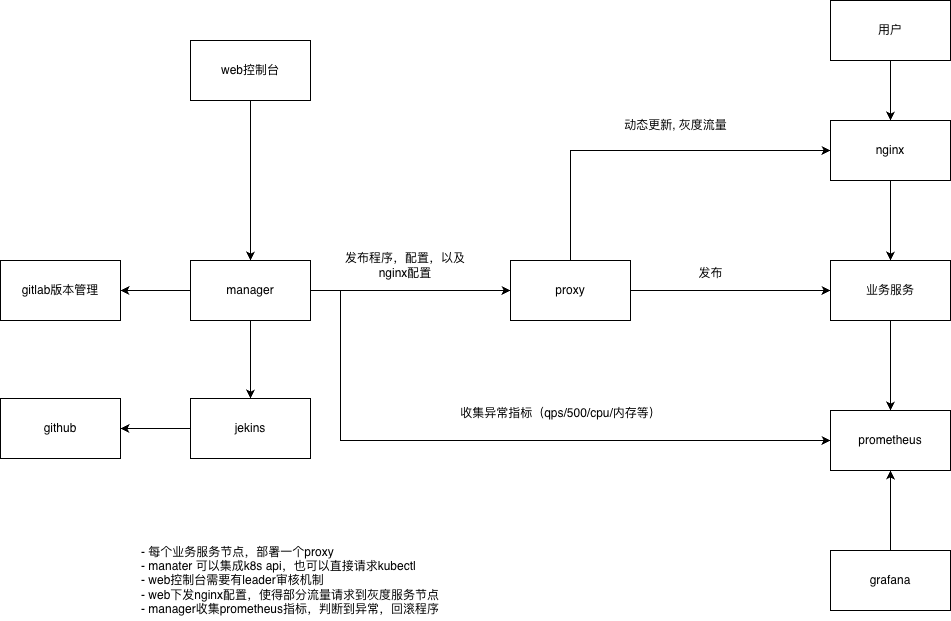 用户
web控制台
动态更新, 灰度流量
nginx
发布程序，配置，以及
nginx配置
发布
gitlab版本管理
manager
proxy
业务服务
收集异常指标（qps/500/cpu/内存等）
github
jekins
prometheus
- 每个业务服务节点，部署一个proxy
- manater 可以集成k8s api，也可以直接请求kubectl
- web控制台需要有leader审核机制
- web下发nginx配置，使得部分流量请求到灰度服务节点
- manager收集prometheus指标，判断到异常，回滚程序
grafana